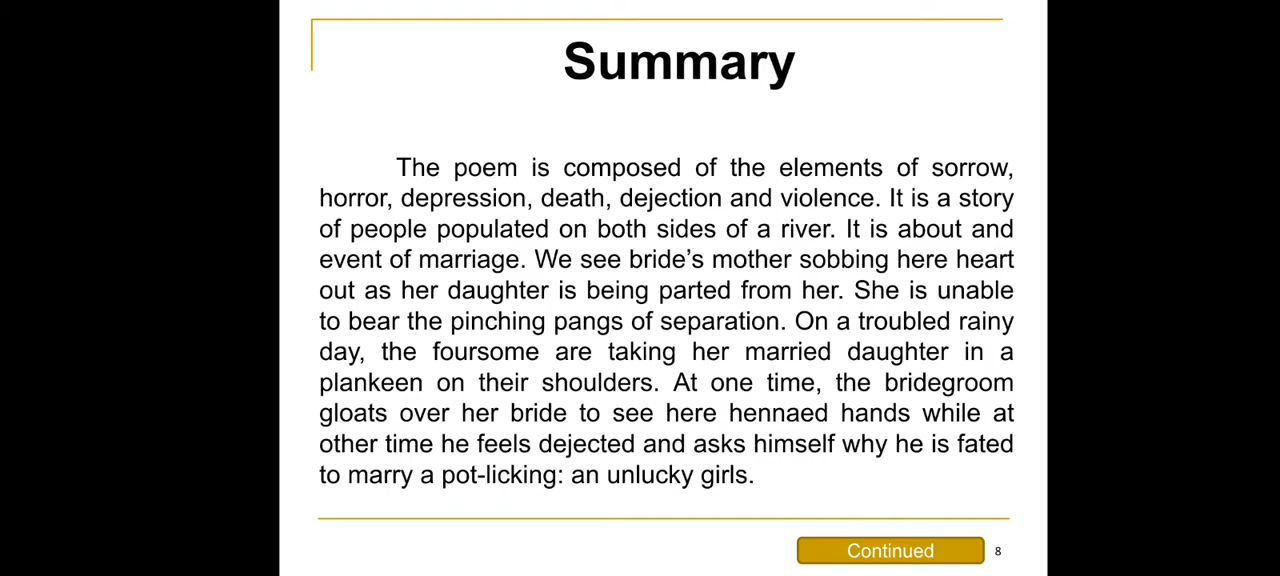 Summary
The poem is composed of the elements of sorrow,
horror, depression, death, dejection and violence. It is a story
of people populated on both sides of a river. It is about and
event of marriage. We see bride’s mother sobbing here heart
out as her daughter is being parted from her. She is unable
to bear the pinching pangs of separation. On a troubled rainy
day, the foursome are taking her married daughter in a
plankeen on their shoulders. At one time, the bridegroom
gloats over her bride to see here hennaed hands while at
other time he feels dejected and asks himself why he is fated
to marry a pot-licking: an unlucky girls.
Continued
8